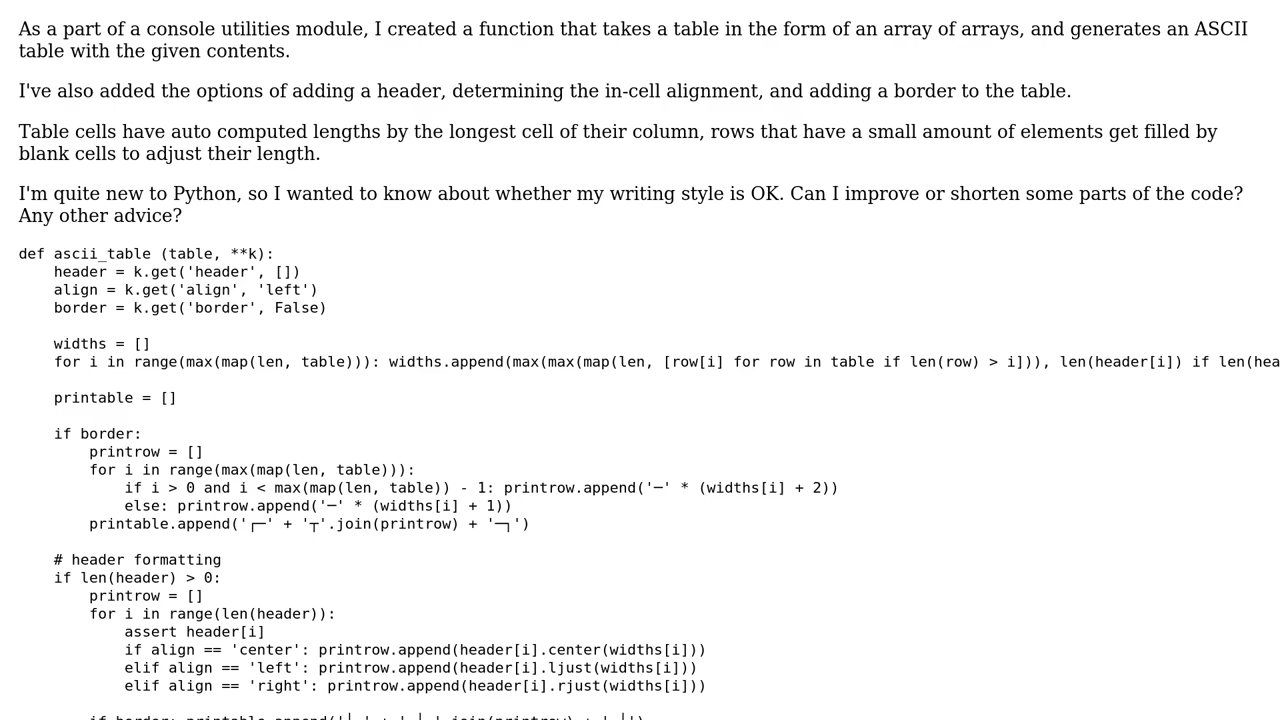 As a part of a console utilities module, I created a function that takes a table in the form of an array of arrays, and generates an ASCII
table with the given contents.
I've also added the options of adding a header, determining the in-cell alignment, and adding a border to the table.
Table cells have auto computed lengths by the longest cell of their column, rows that have a small amount of elements get filled by
blank cells to adjust their length.
I'm quite new to Python, so I wanted to know about whether my writing style is OK. Can I improve or shorten some parts of the code?
Any other advice?
def ascii_table (table, **k):
    header = k.get('header', [])
    align = k.get('align', 'left')
    border = k.get('border', False)
    widths = []
    for i in range(max(map(len, table))): widths.append(max(max(map(len, [row[i] for row in table if len(row) > i])), len(header[i]) if len(hea
    printable = []
    if border:
        printrow = []
        for i in range(max(map(len, table))):
            if i > 0 and i < max(map(len, table)) - 1: printrow.append('─' * (widths[i] + 2))
            else: printrow.append('─' * (widths[i] + 1))
        printable.append('┌─' + '┬'.join(printrow) + '─┐')
    # header formatting
    if len(header) > 0:
        printrow = []
        for i in range(len(header)):
            assert header[i]
            if align == 'center': printrow.append(header[i].center(widths[i]))
            elif align == 'left': printrow.append(header[i].ljust(widths[i]))
            elif align == 'right': printrow.append(header[i].rjust(widths[i]))
        if border: printable.append('│ ' + ' │ '.join(printrow) + ' │')